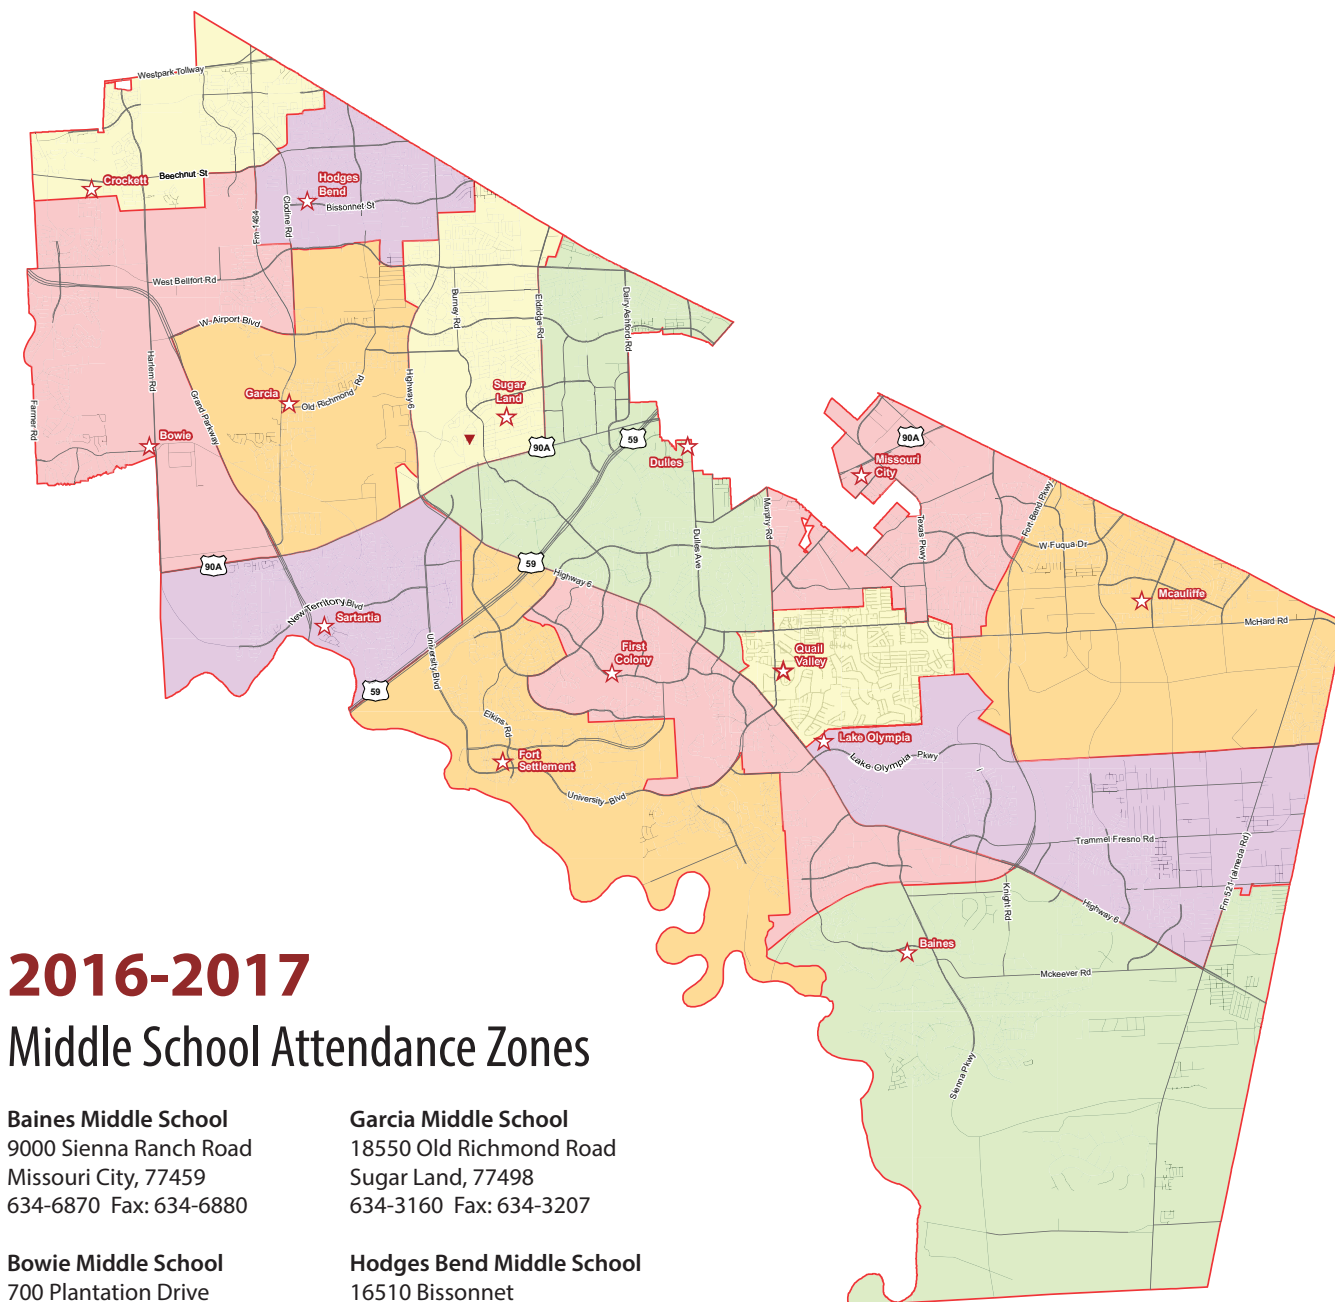 Westpark Tollway
Crockett
Beechnut St
Hodges
Bend
Bissonnet St
Clodine Rd
Fm-1464
West Bellfort Rd
W-Airport Blvd
Burney Rd
Eldridge Rd
Dairy Ashford Rd
Harlem Rd
Grand Parkway
Highway 6
Farmer Rd
Garcia
Old Richmond Rd
Sugar
Land
Bowie
90A
59
Dulles
90A
Missouri
City
Murphy Rd
Dulles Ave
Texas Pkwy
Fort Bend Pkwy
W Fuqua Dr
Mcauliffe
McHard Rd
90A
59
Highway 6
New Territory Blvd
Sartartia
University Blvd
First
Colony
Quail
Valley
59
Elkins Rd
Fort
Settlement
University Blvd
Lake Olympia
Lake Olympia Pkwy
Trammel Fresno Rd
Fm 521 (almeda Rd)
Knight Rd
Highway 6
Baines
Mckeever Rd
Sienna Pkwy
2016-2017
Middle School Attendance Zones
Baines Middle School
9000 Sienna Ranch Road
Missouri City, 77459
634-6870 Fax: 634-6880
Bowie Middle School
700 Plantation Drive
Garcia Middle School
18550 Old Richmond Road
Sugar Land, 77498
634-3160 Fax: 634-3207
Hodges Bend Middle School
16510 Bissonnet